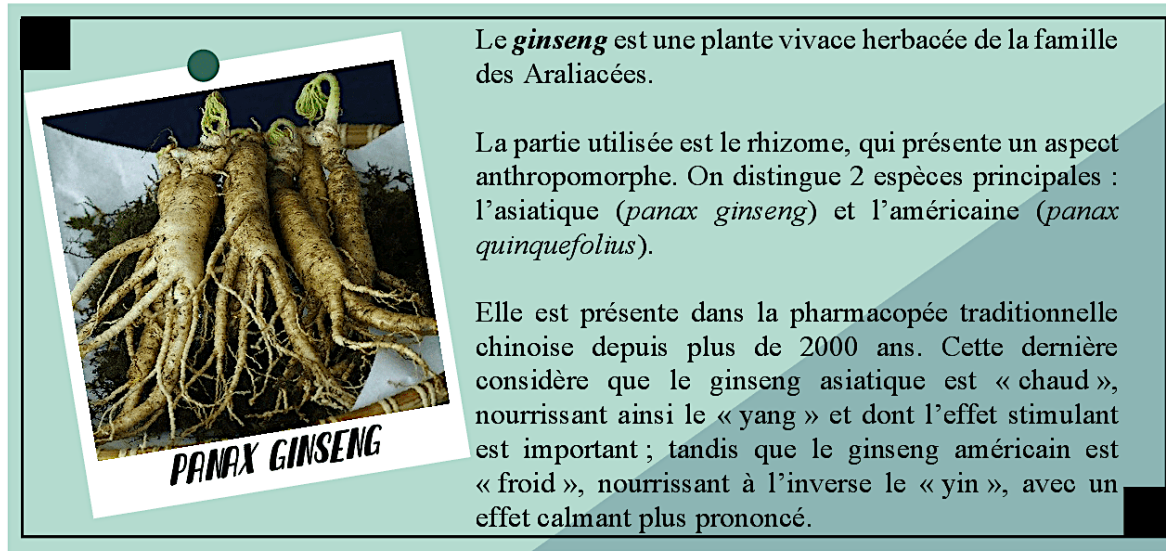 Le ginseng est une plante vivace herbacée de la famille
des Araliacées.
La partie utilisée est le rhizome, qui présente un aspect
anthropomorphe. On distingue 2 espèces principales :
l’asiatique (panax ginseng) et l’américaine (panax
quinquefolius).
Elle est présente dans la pharmacopée traditionnelle
chinoise depuis plus de 2000 ans. Cette dernière
considère que le ginseng asiatique est « chaud »,
nourrissant ainsi le « yang » et dont l’effet stimulant
est important ; tandis que le ginseng américain est
« froid », nourrissant à l’inverse le « yin », avec un
effet calmant plus prononcé.
PANAX GINSENG